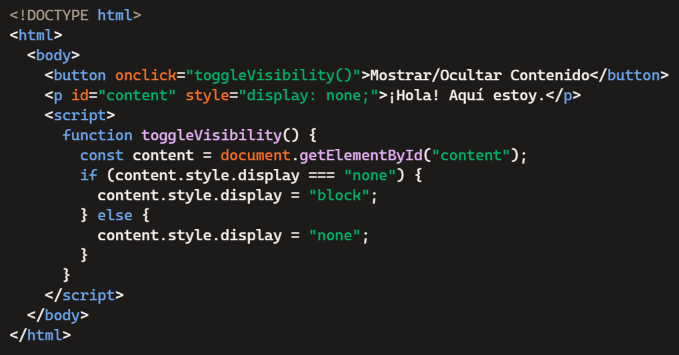 <!DOCTYPE html>
<html>
  <body>
    <button onclick="toggleVisibility()">Mostrar/Ocultar Contenido</button>
    <p id="content" style="display: none;">¡Hola! Aquí estoy.</p>
    <script>
      function toggleVisibility() {
        const content = document.getElementById("content");
        if (content.style.display === "none") {
          content.style.display = "block";
        } else {
          content.style.display = "none";
        }
      }
    </script>
  </body>
</html>